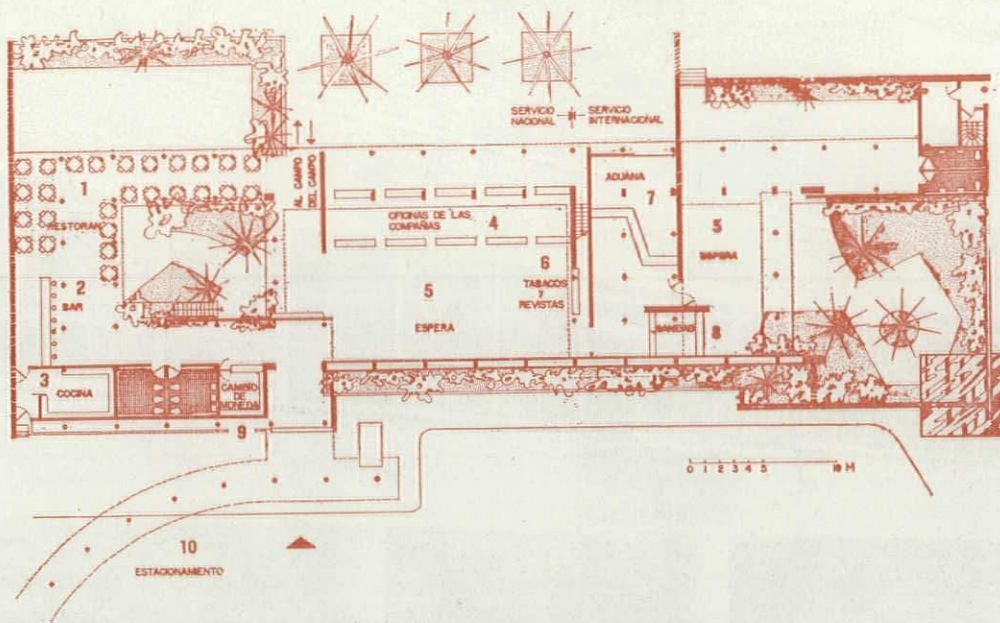 SERVICIO NACIONAL
SERVICIO INTERNACIONAL
AL CAMPO
DEL CAMPO
1
RESTORAN
2
BAR
3
COCINA
CAMBIO
DE
MONEDA
9
OFICINAS DE LAS
COMPAÑIAS
4
5
ESPERA
6
TABACOS
Y
REVISTAS
ADUANA
7
5
ESPERA
SANIDAD
8
0 1 2 3 4 5 10 M
10
ESTACIONAMIENTO